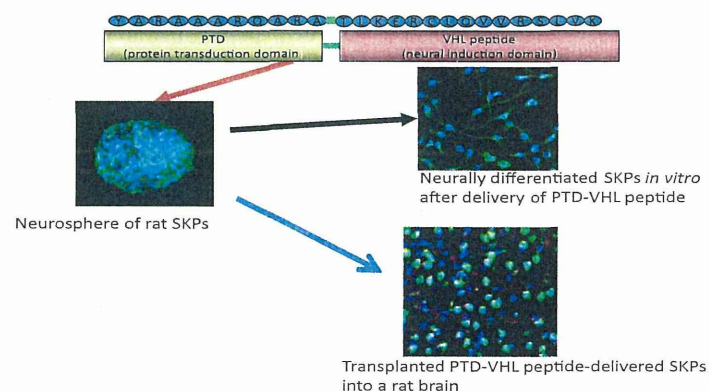 Y A R A A A R Q A R A
PTD
(protein transduction domain
VHL peptide
(neural induction domain)
Neurosphere of rat SKPs
Neurally differentiated SKPs in vitro
after delivery of PTD-VHL peptide
Transplanted PTD-VHL peptide-delivered SKPs
into a rat brain